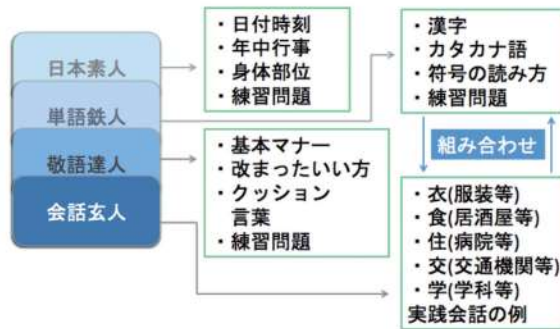 日本素人
単語鉄人
敬語達人
会話玄人
・日付時刻
・年中行事
・身体部位
・練習問題
・漢字
・カタカナ語
・符号の読み方
・練習問題
・基本マナー
・改まったいい方
・クッション
言葉
・練習問題
組み合わせ
・衣(服装等)
・食(居酒屋等)
・住(病院等)
・交(交通機関等)
・学(学科等)
実践会話の例